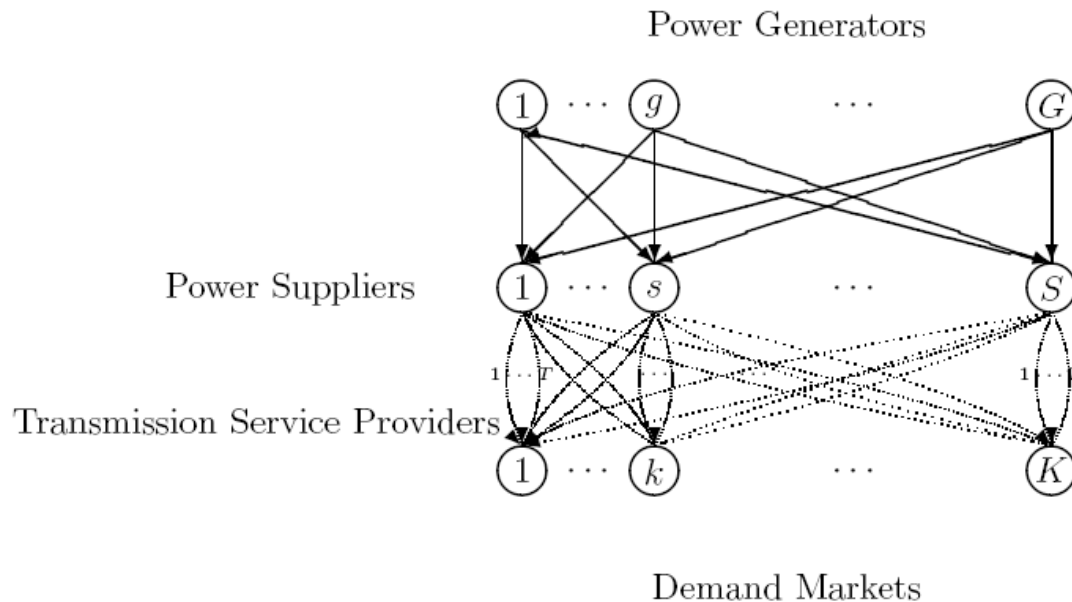 Power Generators
1 ··· g ··· G
Power Suppliers
1 ··· s ··· S
1 ··· T ··· 1 ···
Transmission Service Providers
1 ··· k ··· K
Demand Markets